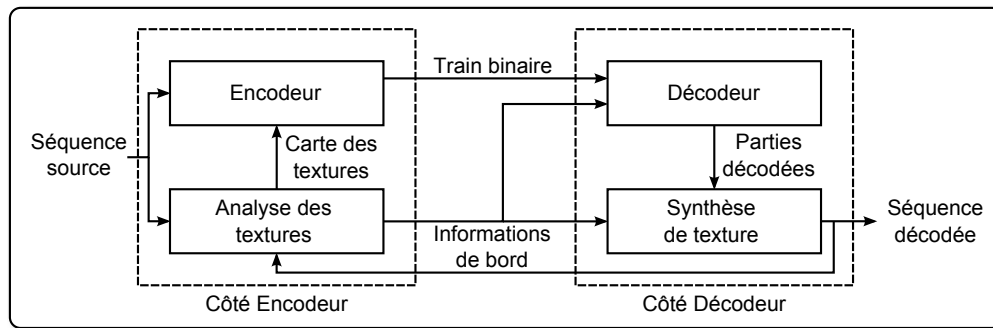 Train binaire
Encodeur
Décodeur
Séquence
source
Carte des
textures
Parties
décodées
Analyse des
textures
Informations
de bord
Synthèse
de texture
Séquence
décodée
Côté Encodeur
Côté Décodeur